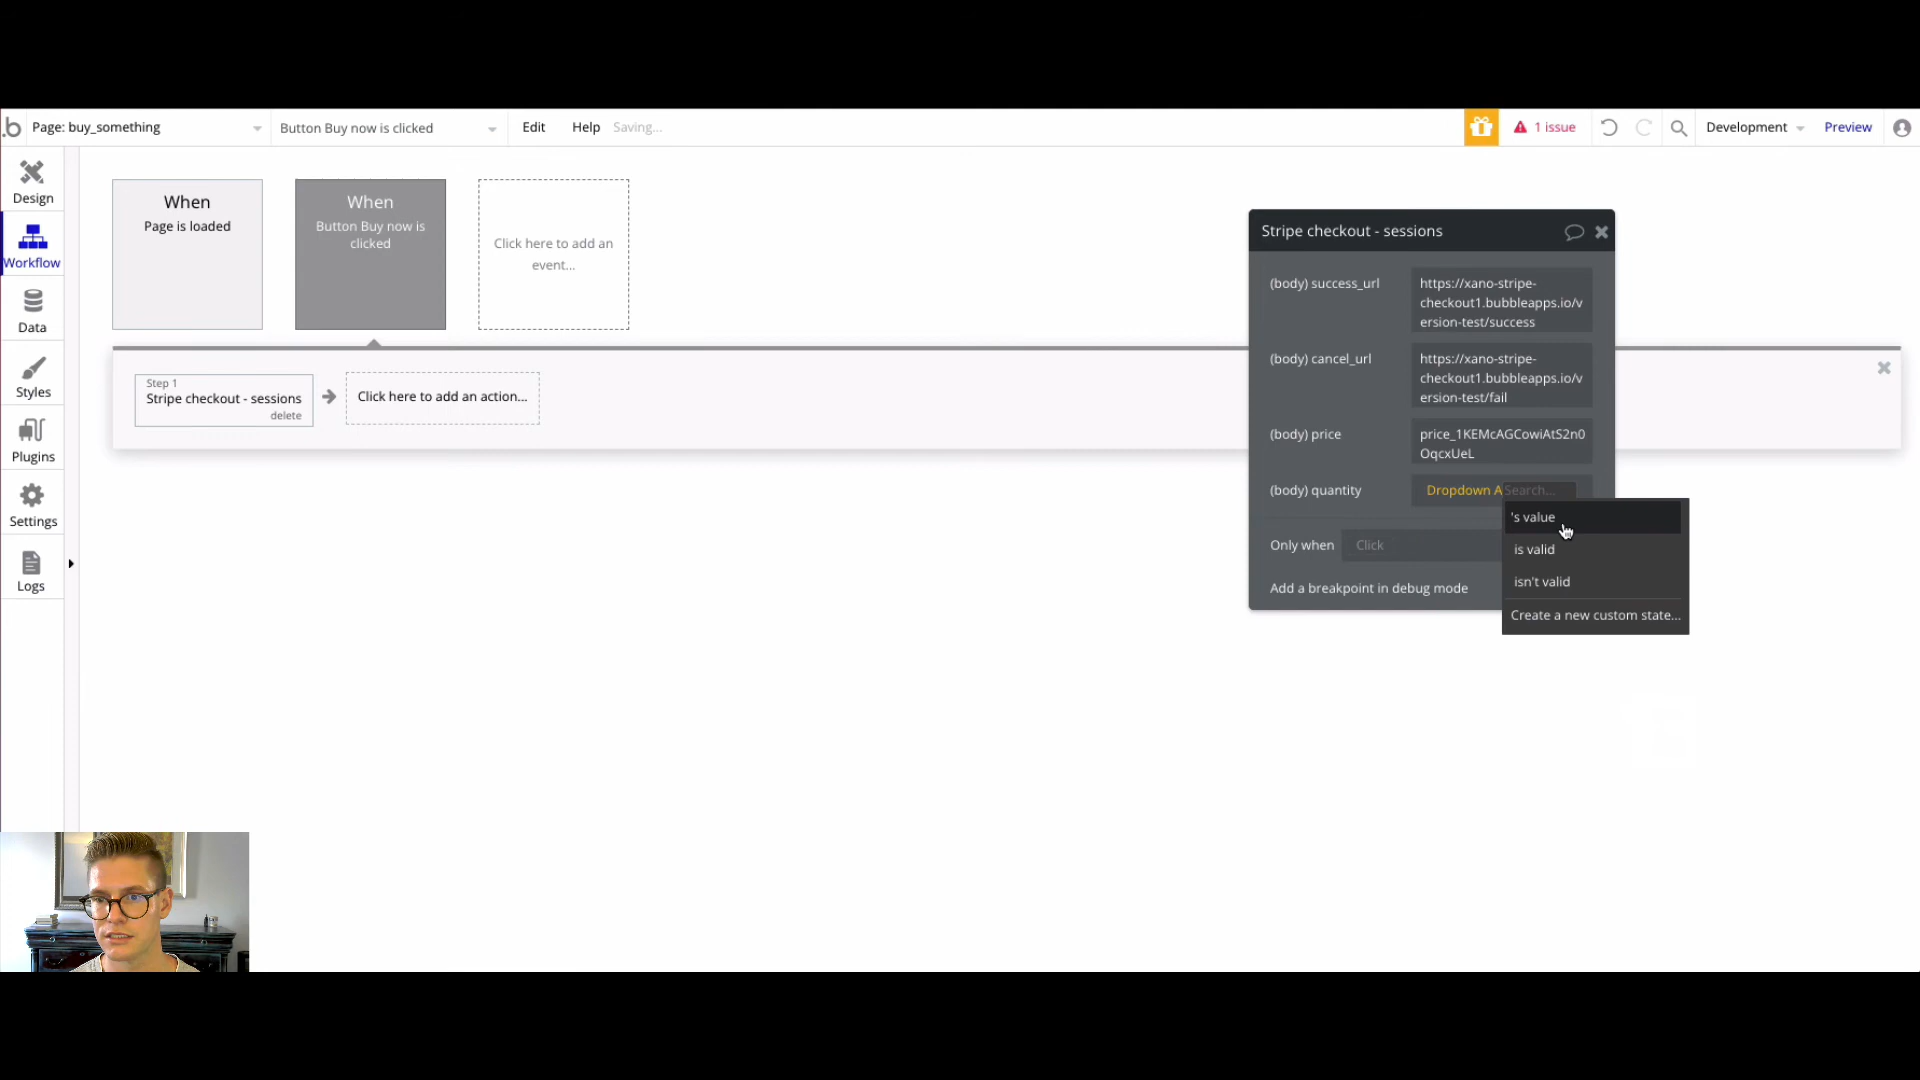 .b
Page: buy_something
Button Buy now is clicked
Edit
Help
Saving...
1 issue
Development
Preview
Design
Workflow
Data
Styles
Plugins
Settings
Logs
When
Page is loaded
When
Button Buy now is
clicked
Click here to add an
event...
Step 1
Stripe checkout - sessions
delete
Click here to add an action...
Stripe checkout - sessions
(body) success_url
https://xano-stripe-
checkout1.bubbleapps.io/v
ersion-test/success
(body) cancel_url
https://xano-stripe-
checkout1.bubbleapps.io/v
ersion-test/fail
(body) price
price_1KEMcAGCowiAtS2n0
OqcxUeL
(body) quantity
Dropdown A
Search...
's value
is valid
isn't valid
Create a new custom state...
Only when
Click
Add a breakpoint in debug mode